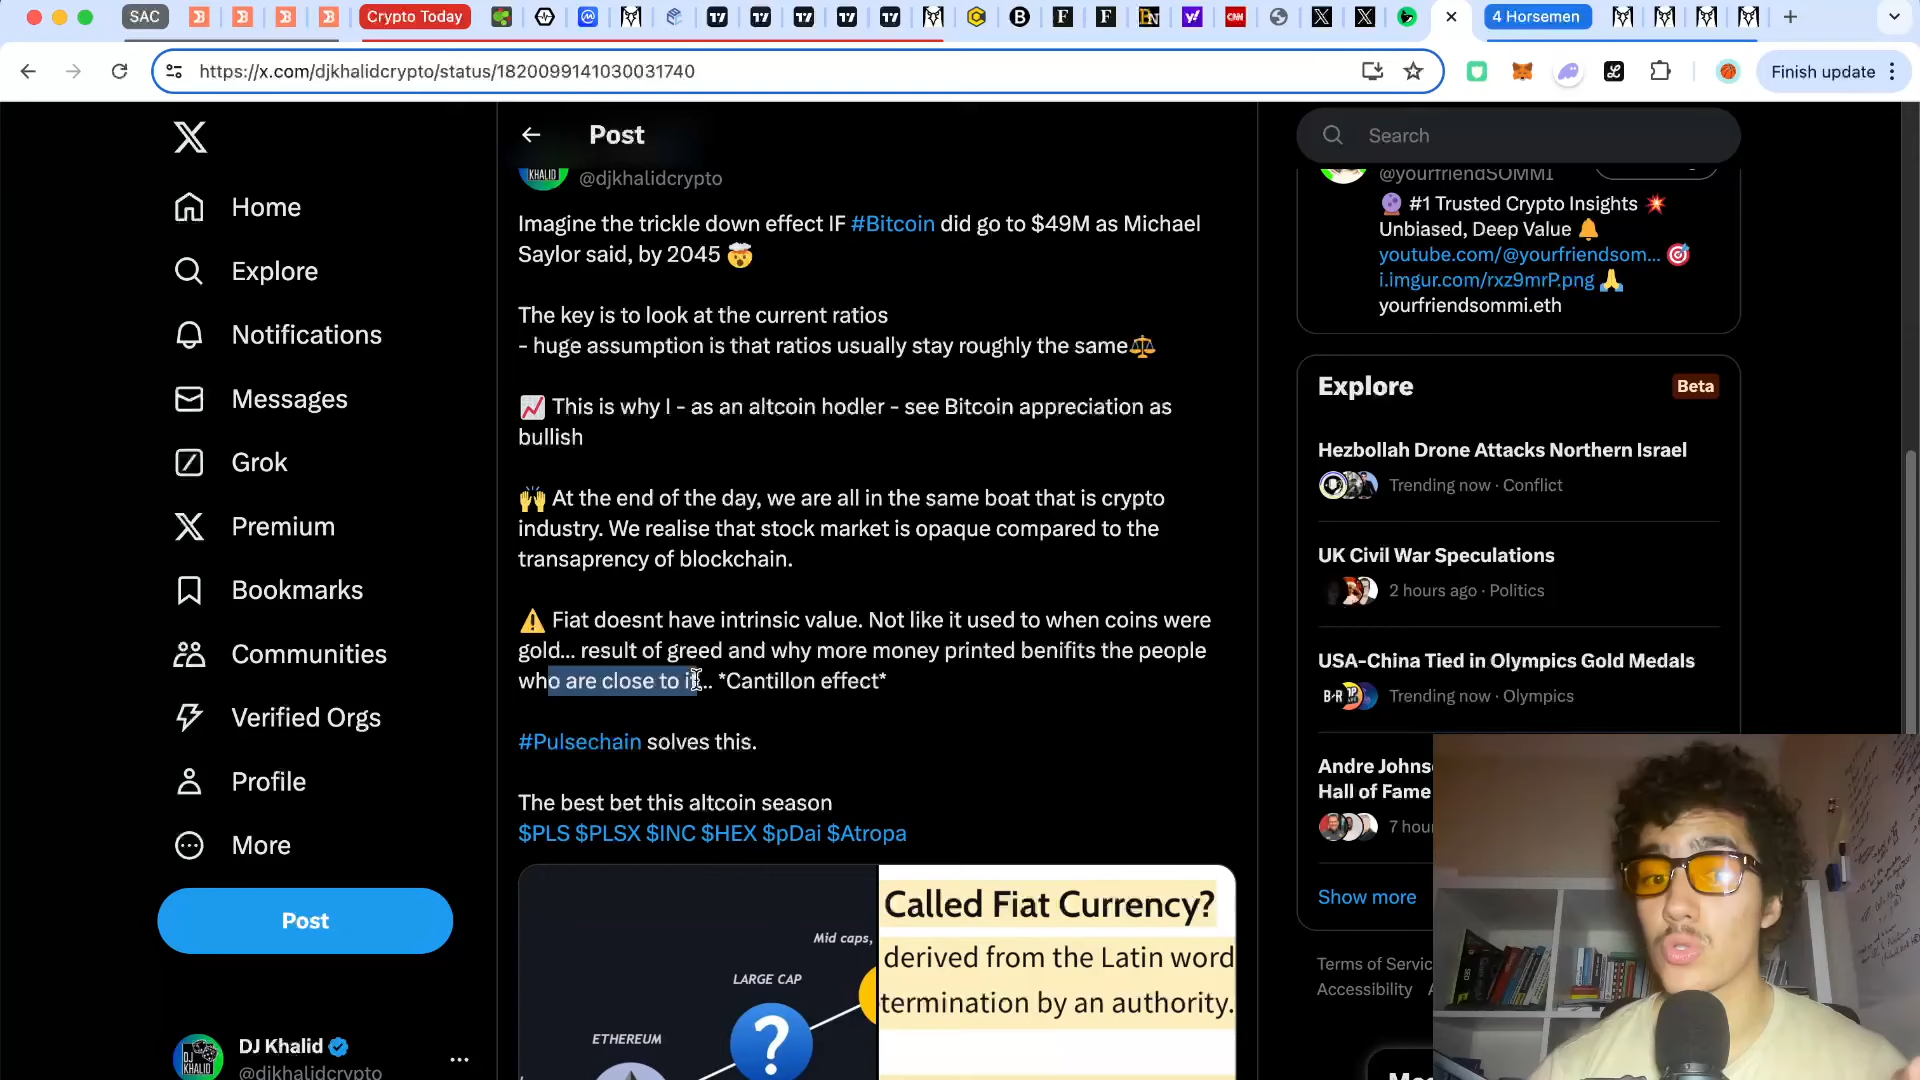 SAC
Crypto Today
4 Horsemen
https://x.com/djkhalidcrypto/status/1820099141030031740
Finish update
Home
Explore
Notifications
Messages
Grok
Premium
Bookmarks
Communities
Verified Orgs
Profile
More
Post
DJ Khalid
@djkhalidcrypto
Post
KHALID
@djkhalidcrypto
Imagine the trickle down effect IF #Bitcoin did go to $49M as Michael
Saylor said, by 2045 🤯
The key is to look at the current ratios
- huge assumption is that ratios usually stay roughly the same⚖️
📈 This is why I - as an altcoin hodler - see Bitcoin appreciation as
bullish
🙌 At the end of the day, we are all in the same boat that is crypto
industry. We realise that stock market is opaque compared to the
transaprency of blockchain.
⚠️ Fiat doesnt have intrinsic value. Not like it used to when coins were
gold... result of greed and why more money printed benifits the people
who are close to it... *Cantillon effect*
#Pulsechain solves this.
The best bet this altcoin season
$PLS $PLSX $INC $HEX $pDai $Atropa
Mid caps,
LARGE CAP
ETHEREUM
Called Fiat Currency?
derived from the Latin word
termination by an authority.
Search
@yourfriendSOMMI
🔮 #1 Trusted Crypto Insights 💥
Unbiased, Deep Value 🔔
youtube.com/@yourfriendsom... 🎯
i.imgur.com/rxz9mrP.png 🙏
yourfriendsommi.eth
Explore
Beta
Hezbollah Drone Attacks Northern Israel
Trending now · Conflict
UK Civil War Speculations
2 hours ago · Politics
USA-China Tied in Olympics Gold Medals
Trending now · Olympics
Andre Johns
Hall of Fame
7 hou
Show more
Terms of Servic
Accessibility